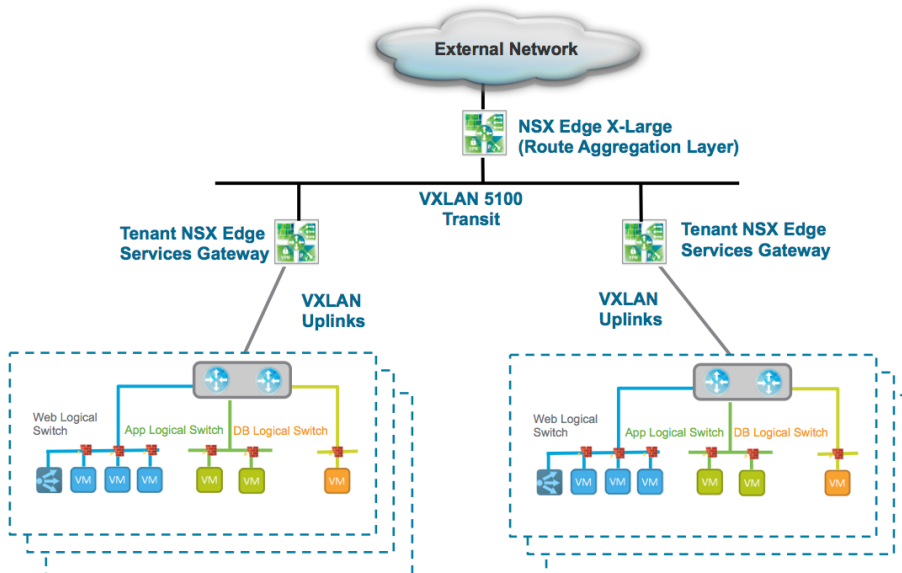 External Network
NSX Edge X-Large
(Route Aggregation Layer)
VXLAN 5100
Transit
Tenant NSX Edge
Services Gateway
Tenant NSX Edge
Services Gateway
VXLAN
Uplinks
VXLAN
Uplinks
Web Logical
Switch
App Logical Switch
DB Logical Switch
VM
VM
VM
VM
VM
VM
Web Logical
Switch
App Logical Switch
DB Logical Switch
VM
VM
VM
VM
VM
VM